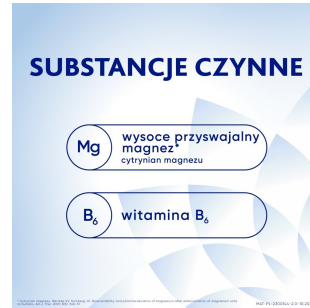 SUBSTANCJE CZYNNE
Mg
wysoce przyswajalny
magnez*
cytrynian magnezu
B₆
witamina B₆